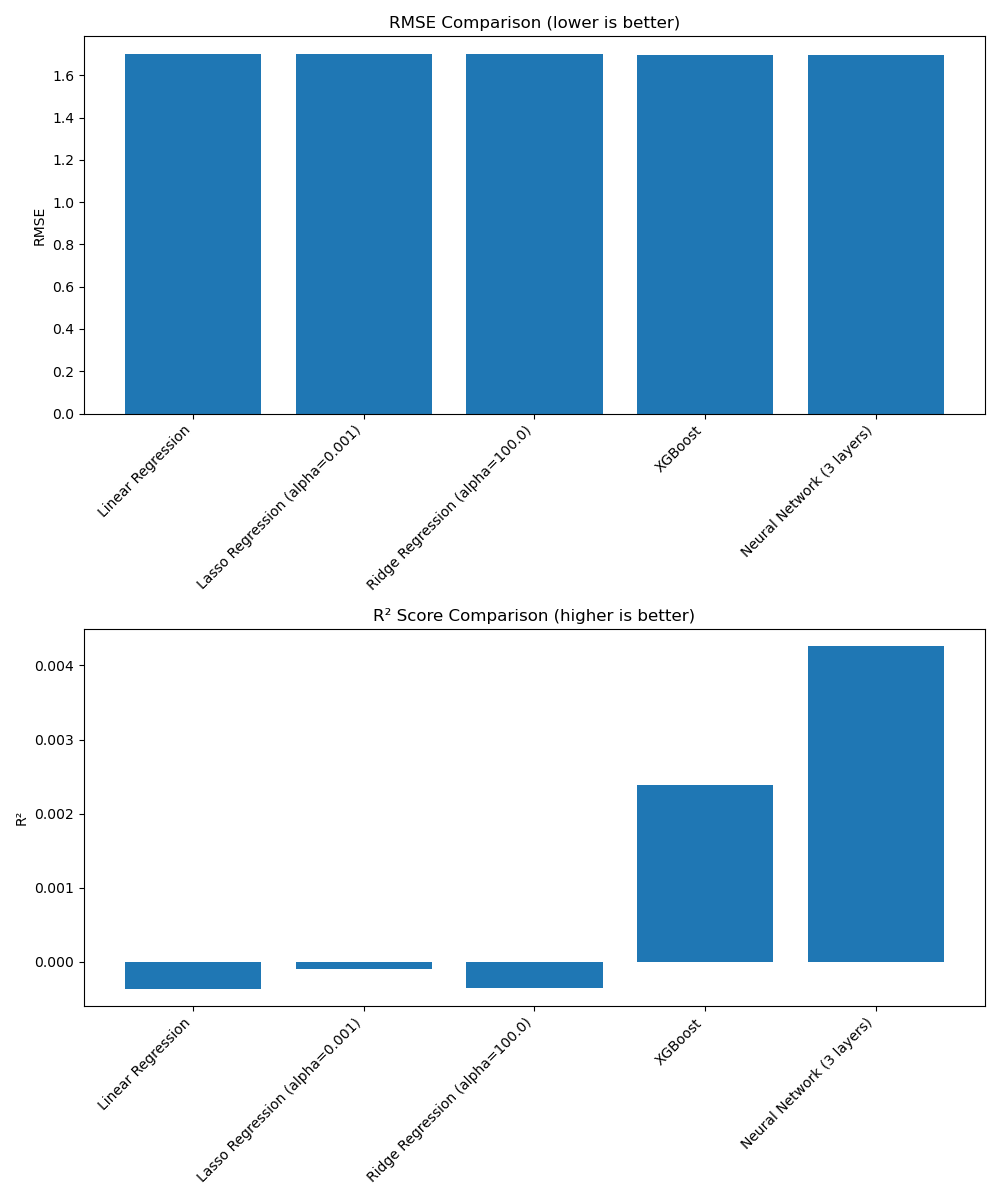 RMSE Comparison (lower is better)
RMSE
1.6
1.4
1.2
1.0
0.8
0.6
0.4
0.2
0.0
Linear Regression
Lasso Regression (alpha=0.001)
Ridge Regression (alpha=100.0)
XGBoost
Neural Network (3 layers)
R² Score Comparison (higher is better)
R²
0.004
0.003
0.002
0.001
0.000
Linear Regression
Lasso Regression (alpha=0.001)
Ridge Regression (alpha=100.0)
XGBoost
Neural Network (3 layers)